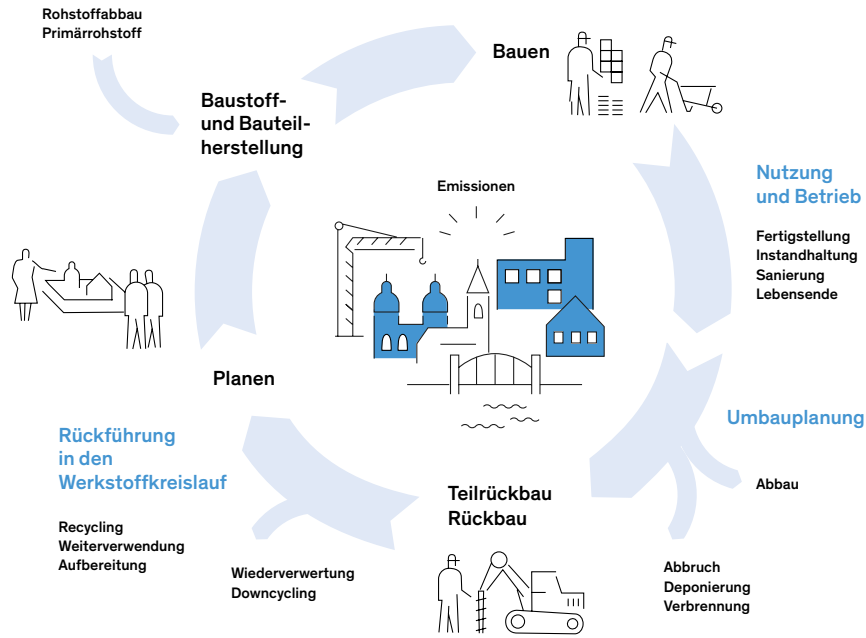 Rohstoffabbau
Primärrohstoff
Bauen
Baustoff-
und Bauteil-
herstellung
Emissionen
Nutzung
und Betrieb
Fertigstellung
Instandhaltung
Sanierung
Lebensende
Planen
Umbauplanung
Rückführung
in den
Werkstoffkreislauf
Abbau
Teilrückbau
Rückbau
Recycling
Weiterverwendung
Aufbereitung
Wiederverwertung
Downcycling
Abbruch
Deponierung
Verbrennung